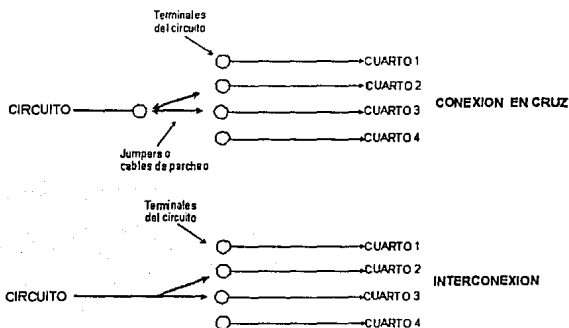 Terminales
del circuito
CUARTO 1
CUARTO 2
CIRCUITO
CUARTO 3
CONEXION EN CRUZ
CUARTO 4
Jumpers o
cables de parcheo
Terminales
del circuito
CUARTO 1
CUARTO 2
INTERCONEXION
CIRCUITO
CUARTO 3
CUARTO 4